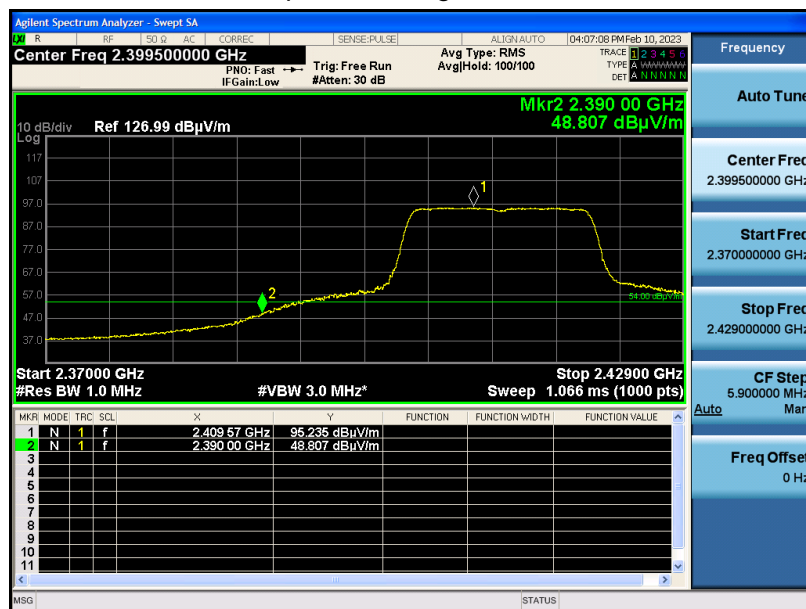 Agilent Spectrum Analyzer - Swept SA
R RF 50 Ω AC CORREC SENSE:PULSE ALIGN AUTO 04:07:08 PM Feb 10, 2023
Center Freq 2.399500000 GHz
PNO: Fast
IFGain:Low
Trig: Free Run
#Atten: 30 dB
Avg Type: RMS
Avg|Hold: 100/100
TRACE 1 2 3 4 5 6
TYPE A
DET A N N N N N
Mkr2 2.390 00 GHz
48.807 dBµV/m
10 dB/div Ref 126.99 dBµV/m
Log
117
107
97.0
87.0
77.0
67.0
57.0
47.0
37.0
1
2
54.00 dBµV/m
Start 2.37000 GHz Stop 2.42900 GHz
#Res BW 1.0 MHz #VBW 3.0 MHz* Sweep 1.066 ms (1000 pts)
MKR MODE TRC SCL X Y FUNCTION FUNCTION WIDTH FUNCTION VALUE
1 N 1 f 2.409 57 GHz 95.235 dBµV/m
2 N 1 f 2.390 00 GHz 48.807 dBµV/m
3
4
5
6
7
8
9
10
11
MSG STATUS
Frequency
Auto Tune
Center Freq
2.399500000 GHz
Start Freq
2.370000000 GHz
Stop Freq
2.429000000 GHz
CF Step
5.900000 MHz
Auto Man
Freq Offset
0 Hz